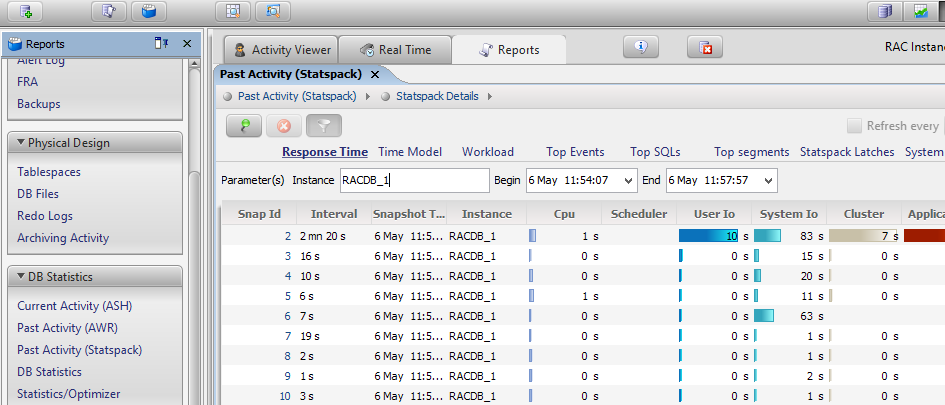 Activity Viewer
Real Time
Reports
RAC Instanc
Reports
Alert Log
FRA
Backups
Physical Design
Tablespaces
DB Files
Redo Logs
Archiving Activity
DB Statistics
Current Activity (ASH)
Past Activity (AWR)
Past Activity (Statspack)
DB Statistics
Statistics/Optimizer
Past Activity (Statspack)
Past Activity (Statspack) Statspack Details
Refresh every
Response Time Time Model Workload Top Events Top SQLs Top segments Statspack Latches System
Parameter(s) Instance RACDB_1 Begin 6 May 11:54:07 End 6 May 11:57:57
Snap Id Interval Snapshot T... Instance Cpu Scheduler User Io System Io Cluster Applica
2 2 mn 20 s 6 May 11:5... RACDB_1 1 s 10 s 83 s 7 s
3 16 s 6 May 11:5... RACDB_1 0 s 0 s 15 s 0 s
4 10 s 6 May 11:5... RACDB_1 0 s 0 s 20 s 0 s
5 6 s 6 May 11:5... RACDB_1 1 s 0 s 11 s 0 s
6 7 s 6 May 11:5... RACDB_1 0 s 0 s 63 s
7 19 s 6 May 11:5... RACDB_1 0 s 0 s 1 s 0 s
8 2 s 6 May 11:5... RACDB_1 0 s 0 s 1 s 0 s
9 1 s 6 May 11:5... RACDB_1 0 s 0 s 2 s 0 s
10 3 s 6 May 11:5... RACDB_1 0 s 0 s 1 s 0 s